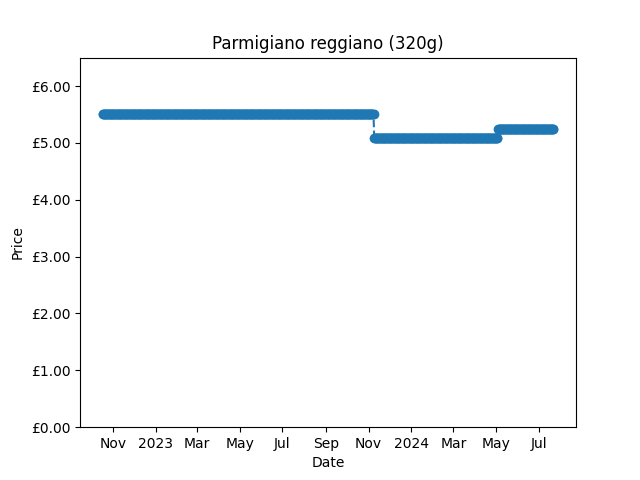 Parmigiano reggiano (320g)
£6.00
£5.00
£4.00
£3.00
£2.00
£1.00
£0.00
Price
Nov 2023 Mar May Jul Sep Nov 2024 Mar May Jul
Date